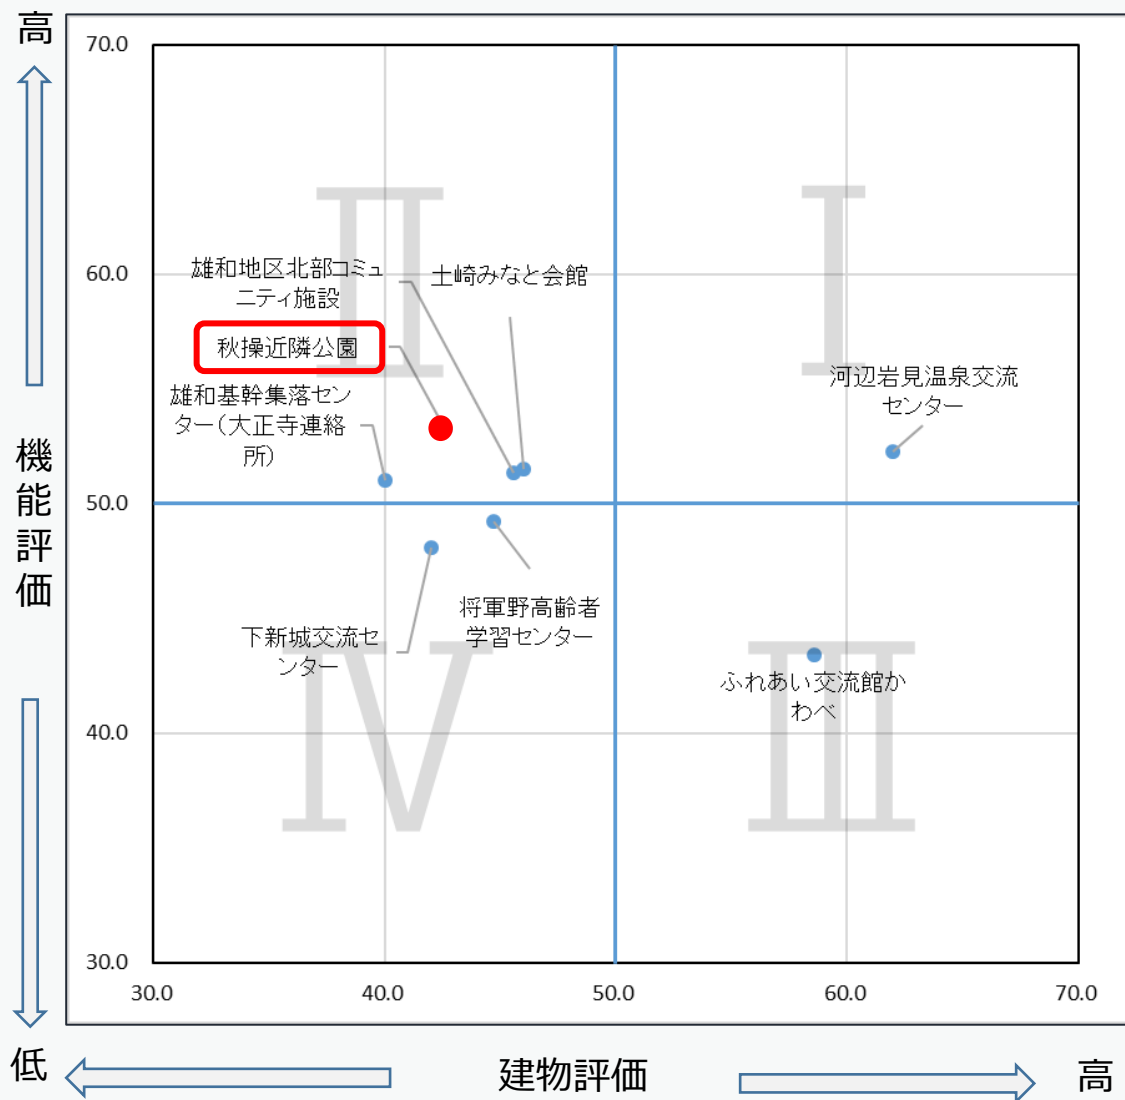 高
70.0
60.0
50.0
40.0
30.0
機
能
評
価
低
Ⅱ
Ⅰ
雄和地区北部コミュ
ニティ施設
土崎みなと会館
秋操近隣公園
雄和基幹集落セン
ター(大正寺連絡
所)
河辺岩見温泉交流
センター
将軍野高齢者
学習センター
下新城交流セ
ンター
ふれあい交流館か
わべ
Ⅳ
Ⅲ
30.0 40.0 50.0 60.0 70.0
建物評価
高